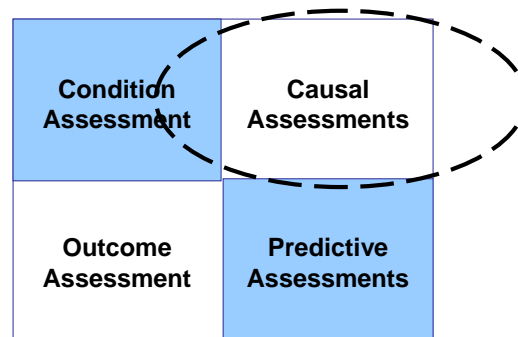 Condition
Assessment
Causal
Assessments
Outcome
Assessment
Predictive
Assessments